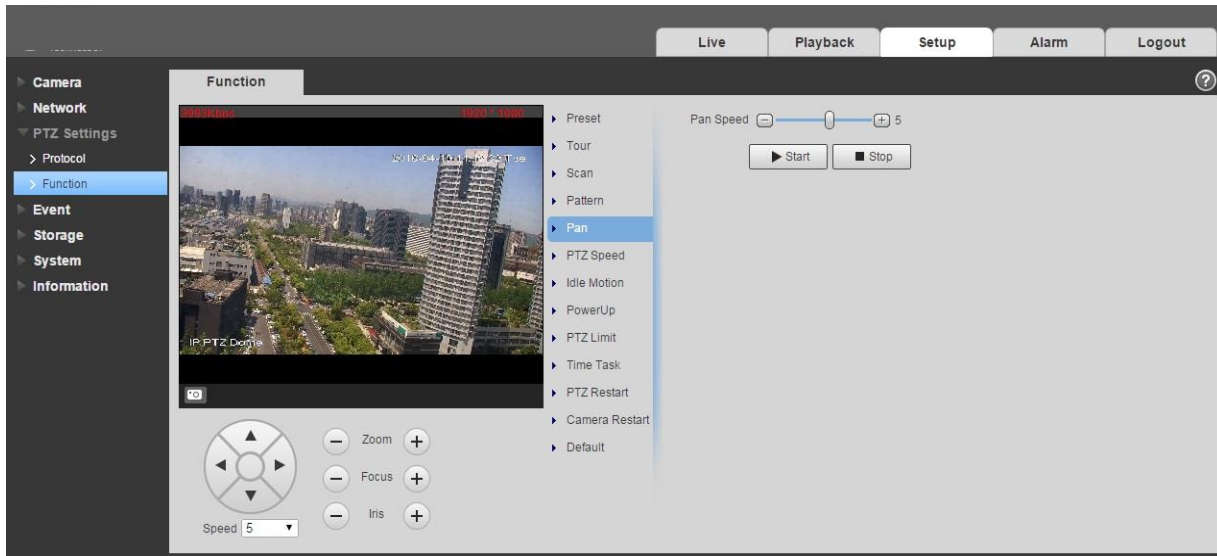 Live
Playback
Setup
Alarm
Logout
Camera
Network
PTZ Settings
Protocol
Function
Event
Storage
System
Information
Function
3993Kbps
1920 * 1080
IP PTZ Dome
Zoom
Focus
Iris
Speed 5
Preset
Tour
Scan
Pattern
Pan
PTZ Speed
Idle Motion
PowerUp
PTZ Limit
Time Task
PTZ Restart
Camera Restart
Default
Pan Speed 5
Start
Stop